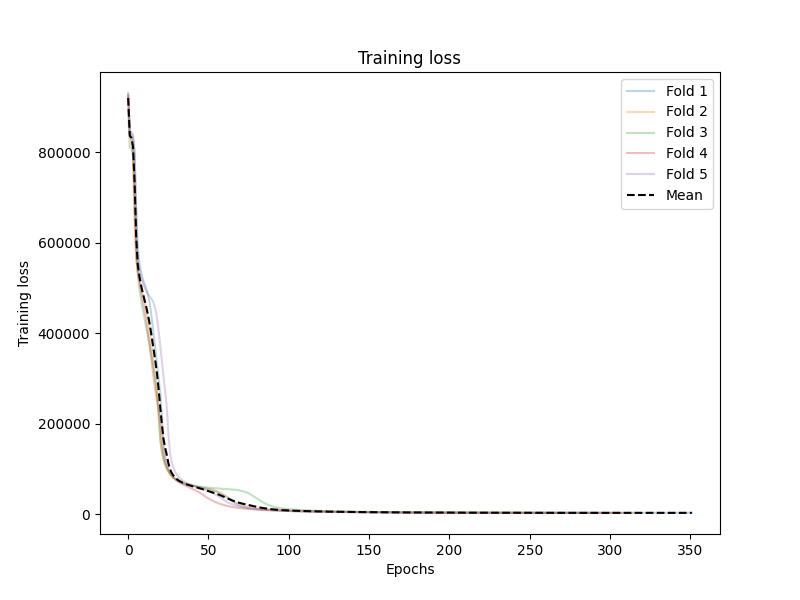 Training loss
Fold 1
Fold 2
Fold 3
Fold 4
Fold 5
Mean
800000
600000
400000
200000
0
Training loss
0 50 100 150 200 250 300 350
Epochs